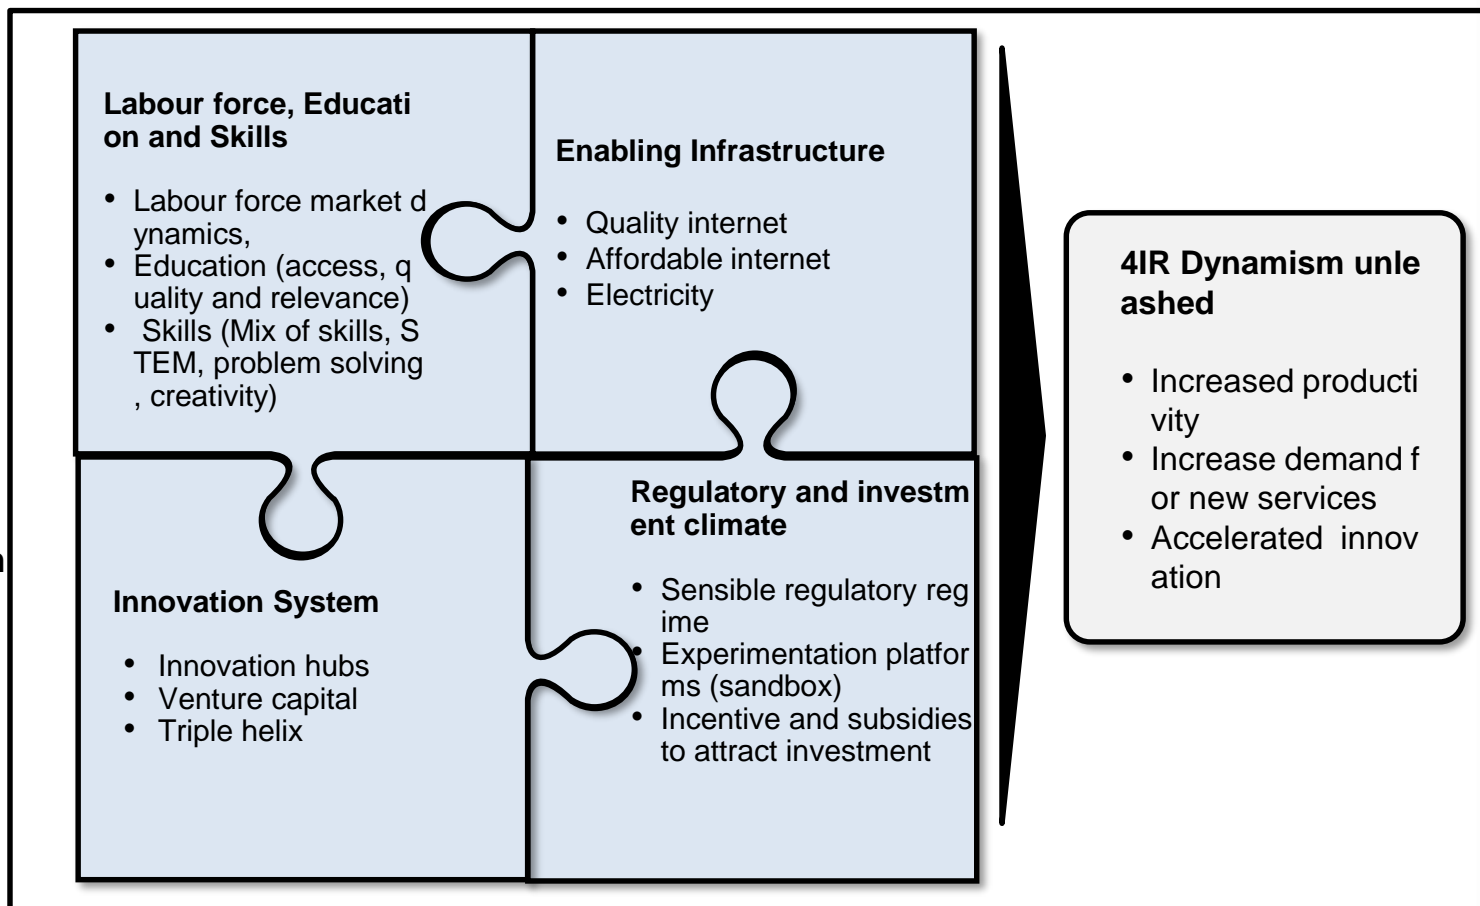 Labour force, Educati
on and Skills
• Labour force market d
ynamics,
• Education (access, q
uality and relevance)
• Skills (Mix of skills, S
TEM, problem solving
, creativity)
Enabling Infrastructure
• Quality internet
• Affordable internet
• Electricity
Innovation System
• Innovation hubs
• Venture capital
• Triple helix
Regulatory and investm
ent climate
• Sensible regulatory reg
ime
• Experimentation platfor
ms (sandbox)
• Incentive and subsidies
to attract investment
4IR Dynamism unle
ashed
• Increased producti
vity
• Increase demand f
or new services
• Accelerated innov
ation